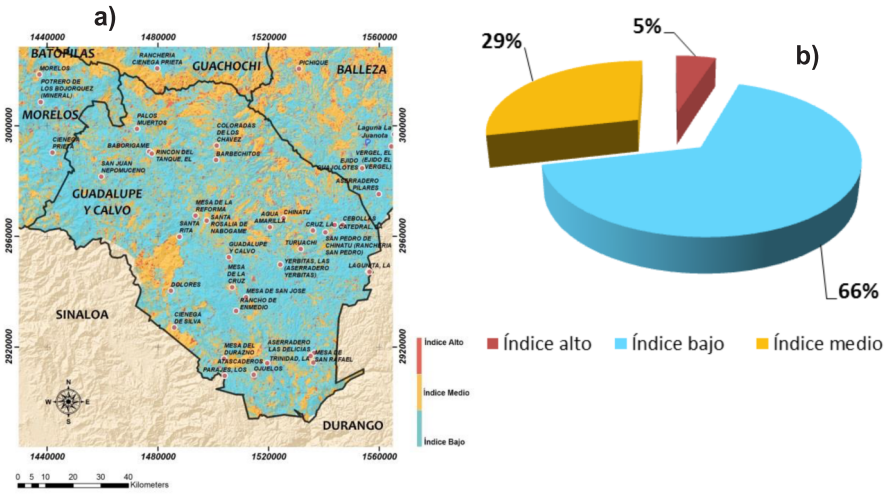 a)
1440000
1480000
1520000
1560000
BATOPILAS
MORELOS
POTRERO DE
LOS BOJORQUEZ
(MINERAL)
MORELOS
CIENEGA
PRIETA
RANCHERIA
CIENEGA PRIETA
GUACHOCHI
PICHIQUE
BALLEZA
3000000
2960000
2920000
PALOS
MUERTOS
BABORIGAME
SAN JUAN
NEPOMUCENO
RINCON DEL
TANQUE, EL
COLORADAS
DE LOS
CHAVEZ
BARBECHITOS
Laguna La
Juanota
VERGEL, EL
(EJIDO EL
VERGEL)
EJIDO
ASERRADERO
PILARES
GUADALUPE
Y CALVO
MESA DE LA
REFORMA
SANTA
ROSALIA DE
NABOGAME
SANTA
RITA
AGUA
AMARILLA
CHINATU
CRUZ, LA
CEBOLLAS
SAN PEDRO DE
CHINATU (RANCHERIA
SAN PEDRO)
TURUACHI
GUADALUPE
Y CALVO
YERBITAS, LAS
(ASERRADERO
YERBITAS)
LAGUNITA, LA
MESA
DE LA
CRUZ
DOLORES
MESA DE SAN JOSE
RANCHO DE
ENMEDIO
CIENEGA
DE SILVA
SINALOA
MESA DEL
DURAZNO
ATASCADEROS
PARAJES, LOS
OJUELOS
ASERRADERO
LAS DELICIAS
TRINIDAD, LA
MESA DE
SAN RAFAEL
DURANGO
N
W
E
S
3000000
2960000
2920000
1440000
1480000
1520000
1560000
0 5 10 20 30 40
Kilometers
Índice Alto
Índice Medio
Índice Bajo
b)
5%
29%
66%
Índice alto
Índice bajo
Índice medio